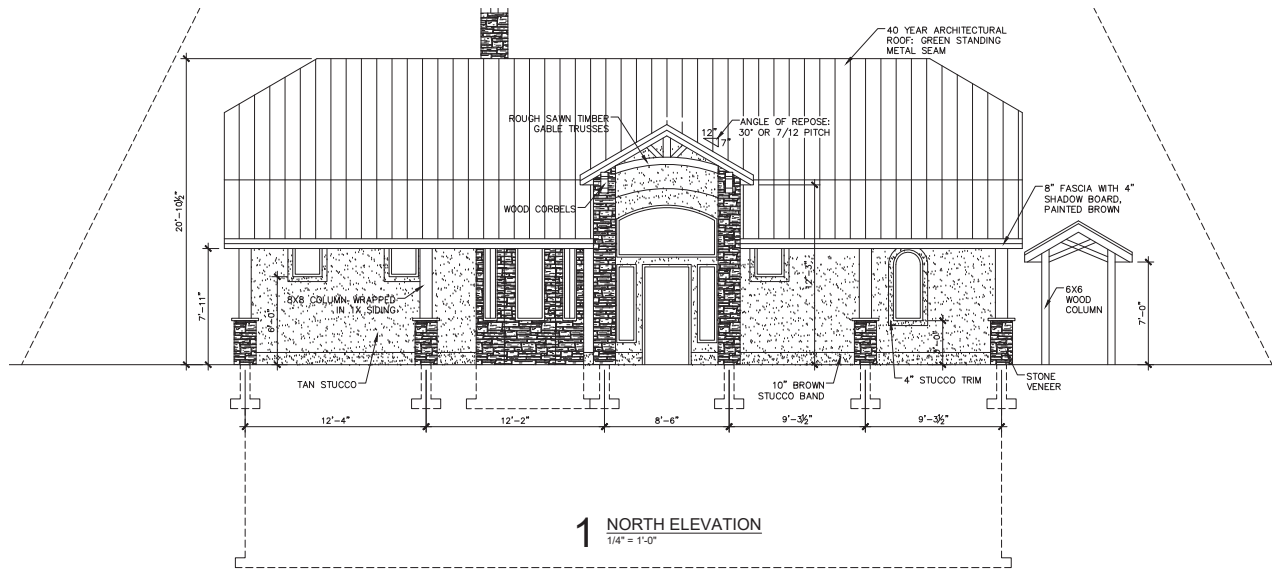 40 YEAR ARCHITECTURAL
ROOF: GREEN STANDING
METAL SEAM
ROUGH SAWN TIMBER
GABLE TRUSSES
12"
7"
ANGLE OF REPOSE:
30° OR 7/12 PITCH
20'-10½"
WOOD CORBELS
8" FASCIA WITH 4"
SHADOW BOARD,
PAINTED BROWN
7'-11"
6'-0"
8X8 COLUMN WRAPPED
IN 1X SIDING
12'-3"
6X6
WOOD
COLUMN
7'-0"
TAN STUCCO
10" BROWN
STUCCO BAND
4" STUCCO TRIM
STONE
VENEER
12'-4"
12'-2"
8'-6"
9'-3½"
9'-3½"
1 NORTH ELEVATION
1/4" = 1'-0"